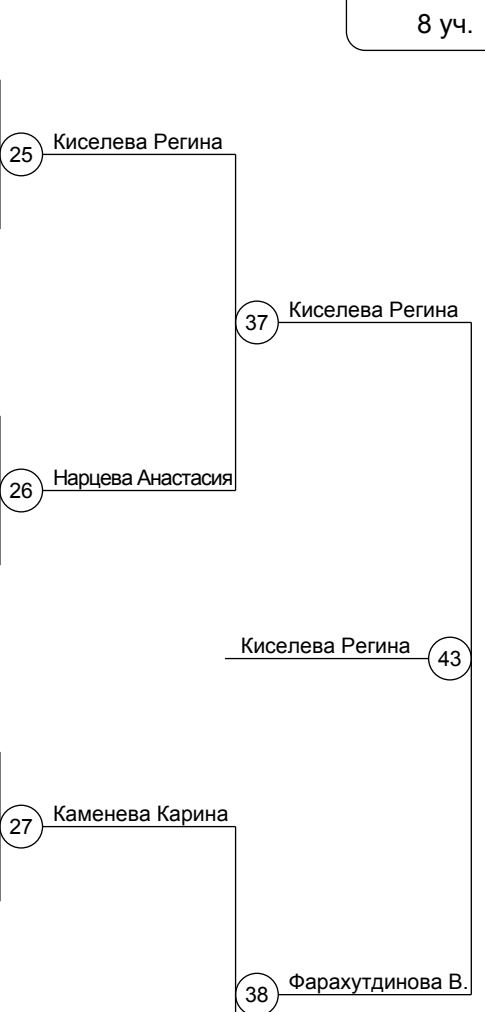 8 уч.
25 Киселева Регина
37 Киселева Регина
26 Нарцева Анастасия
Киселева Регина 43
27 Каменева Карина
38 Фарахутдинова В.